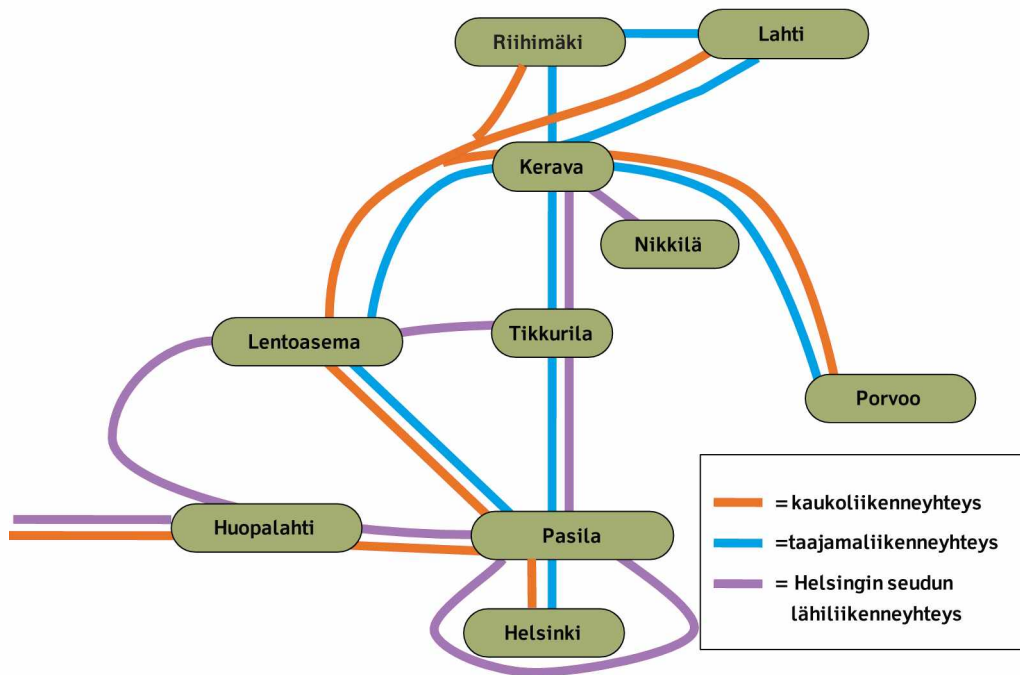 Riihimäki
Lahti
Kerava
Nikkilä
Lentoasema
Tikkurila
Porvoo
Huopalahti
Pasila
Helsinki
= kaukoliikenneyhteys
=taajamaliikenneyhteys
= Helsingin seudun
lähiliikenneyhteys